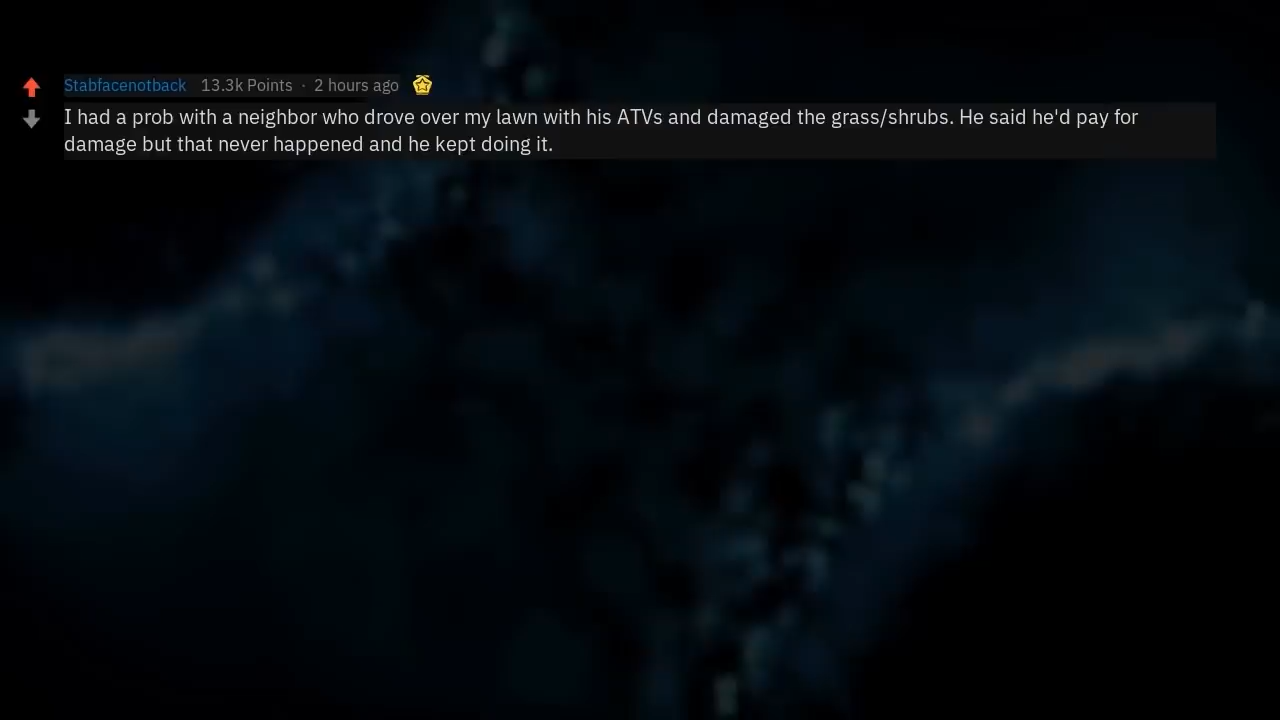 Stabfacenotback 13.3k Points · 2 hours ago
I had a prob with a neighbor who drove over my lawn with his ATVs and damaged the grass/shrubs. He said he'd pay for
damage but that never happened and he kept doing it.